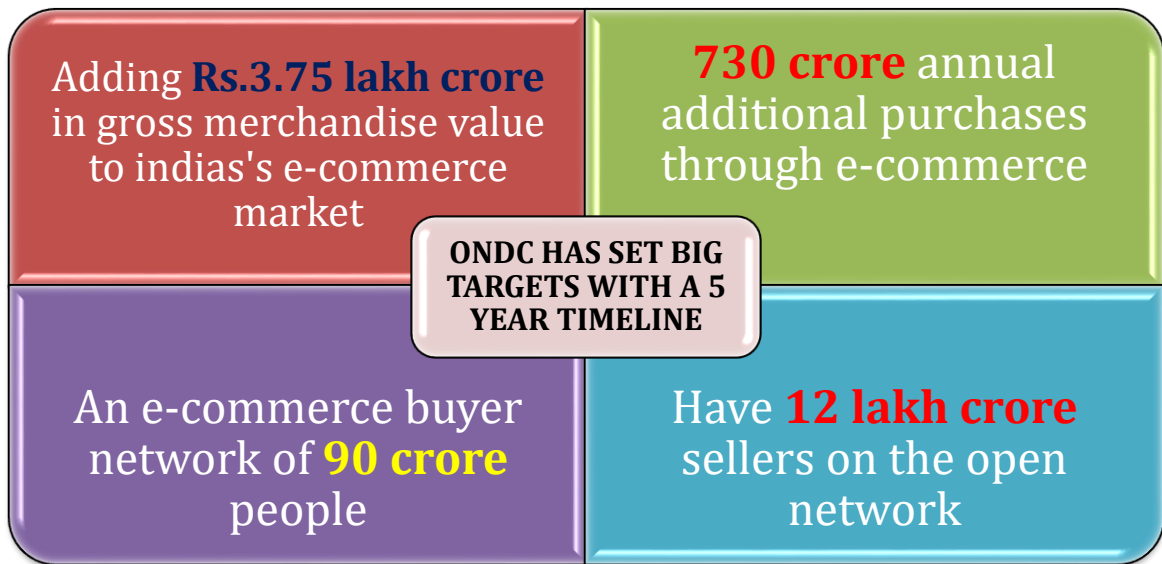 Adding Rs.3.75 lakh crore
in gross merchandise value
to indias's e-commerce
market
730 crore annual
additional purchases
through e-commerce
ONDC HAS SET BIG
TARGETS WITH A 5
YEAR TIMELINE
An e-commerce buyer
network of 90 crore
people
Have 12 lakh crore
sellers on the open
network